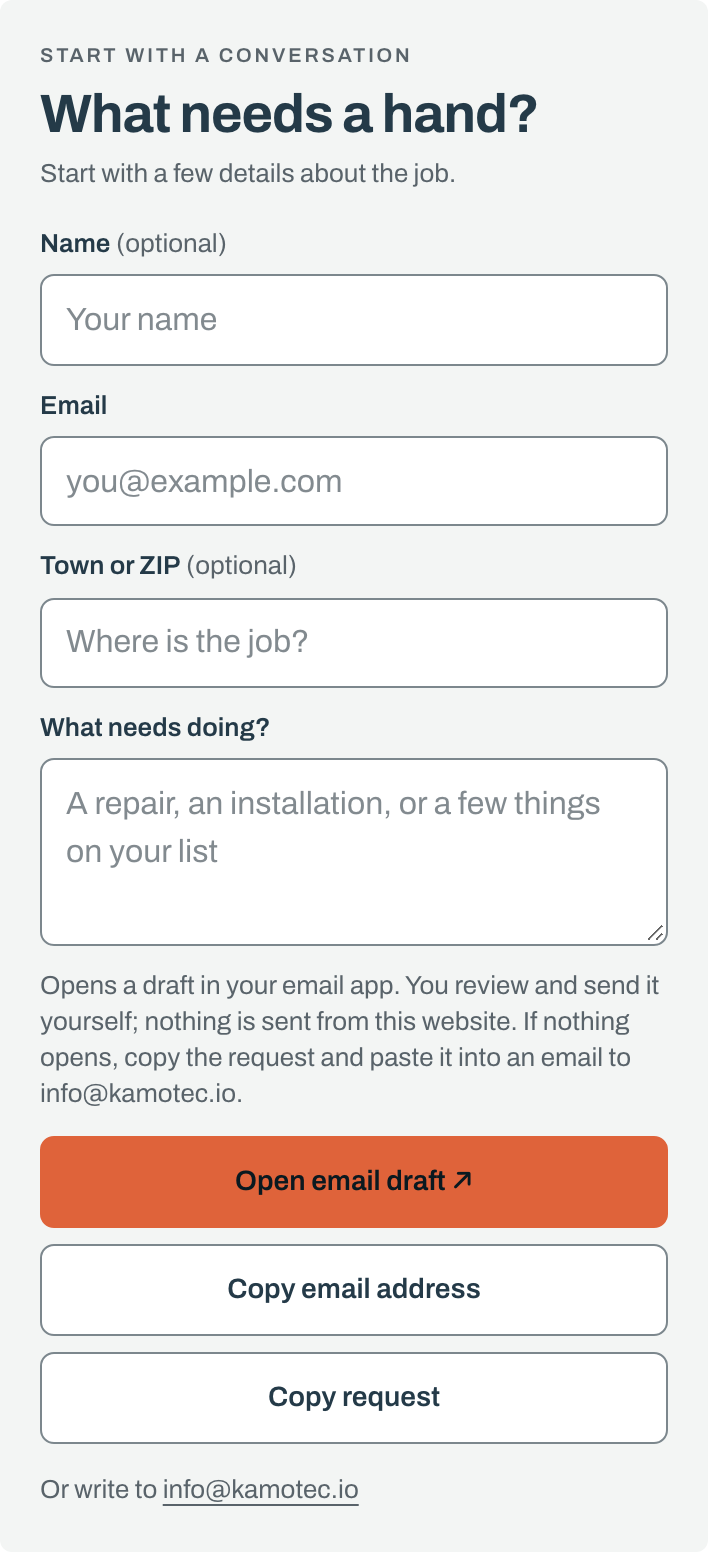 START WITH A CONVERSATION
What needs a hand?
Start with a few details about the job.
Name (optional)
Your name
Email
you@example.com
Town or ZIP (optional)
Where is the job?
What needs doing?
A repair, an installation, or a few things
on your list
Opens a draft in your email app. You review and send it
yourself; nothing is sent from this website. If nothing
opens, copy the request and paste it into an email to
info@kamotec.io.
Open email draft ↗
Copy email address
Copy request
Or write to info@kamotec.io